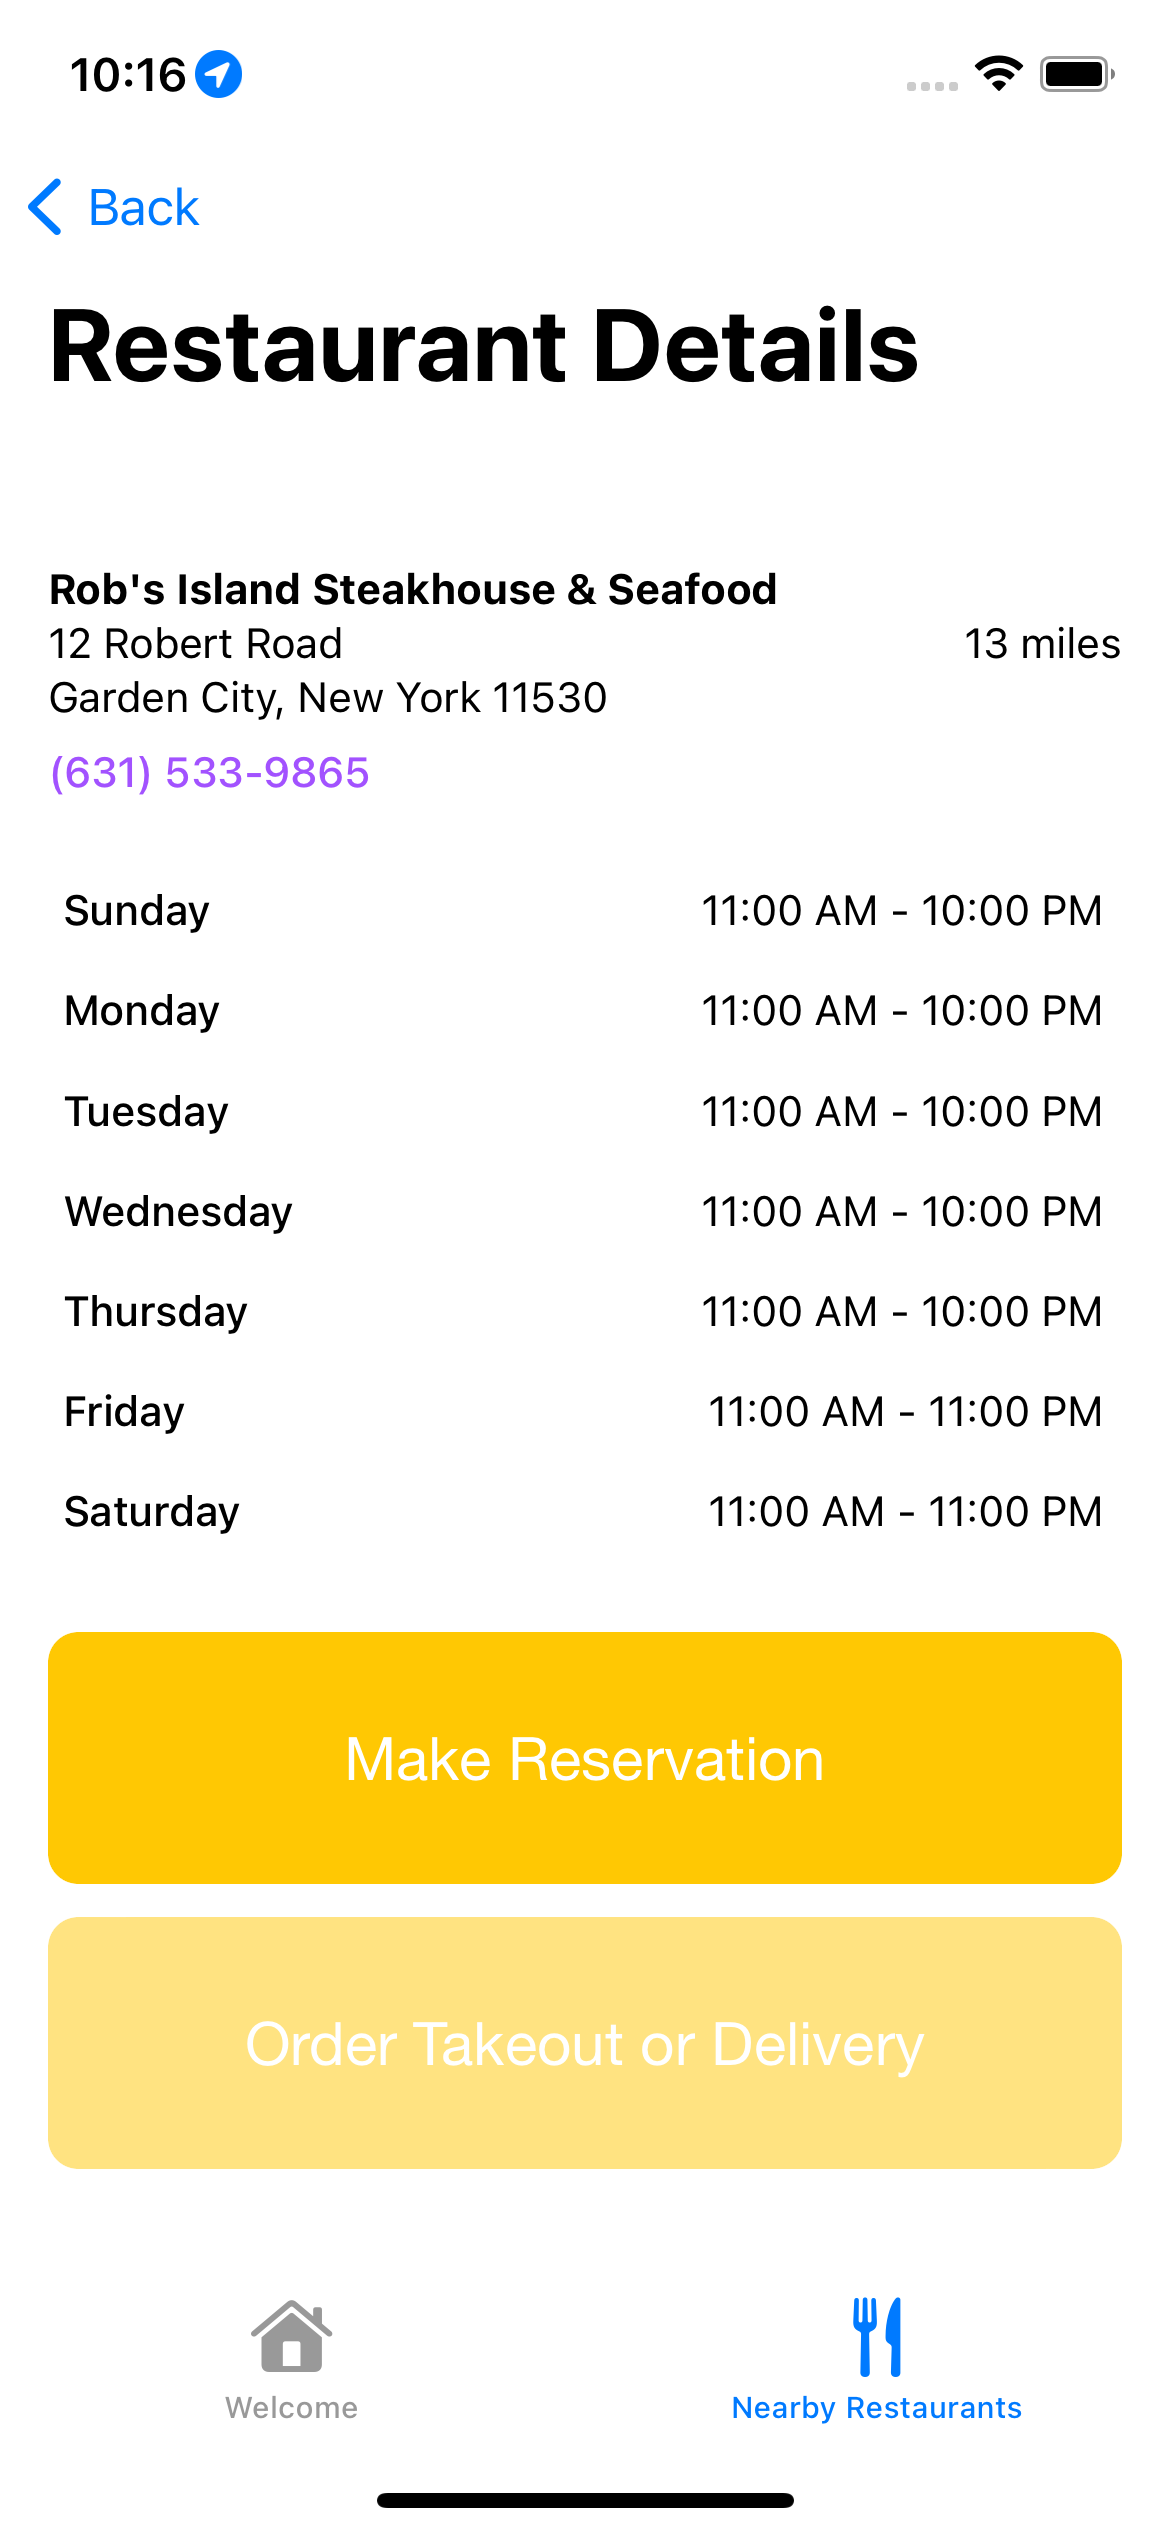 10:16
Back
Restaurant Details
Rob's Island Steakhouse & Seafood
12 Robert Road 13 miles
Garden City, New York 11530
(631) 533-9865
Sunday 11:00 AM - 10:00 PM
Monday 11:00 AM - 10:00 PM
Tuesday 11:00 AM - 10:00 PM
Wednesday 11:00 AM - 10:00 PM
Thursday 11:00 AM - 10:00 PM
Friday 11:00 AM - 11:00 PM
Saturday 11:00 AM - 11:00 PM
Make Reservation
Order Takeout or Delivery
Welcome Nearby Restaurants